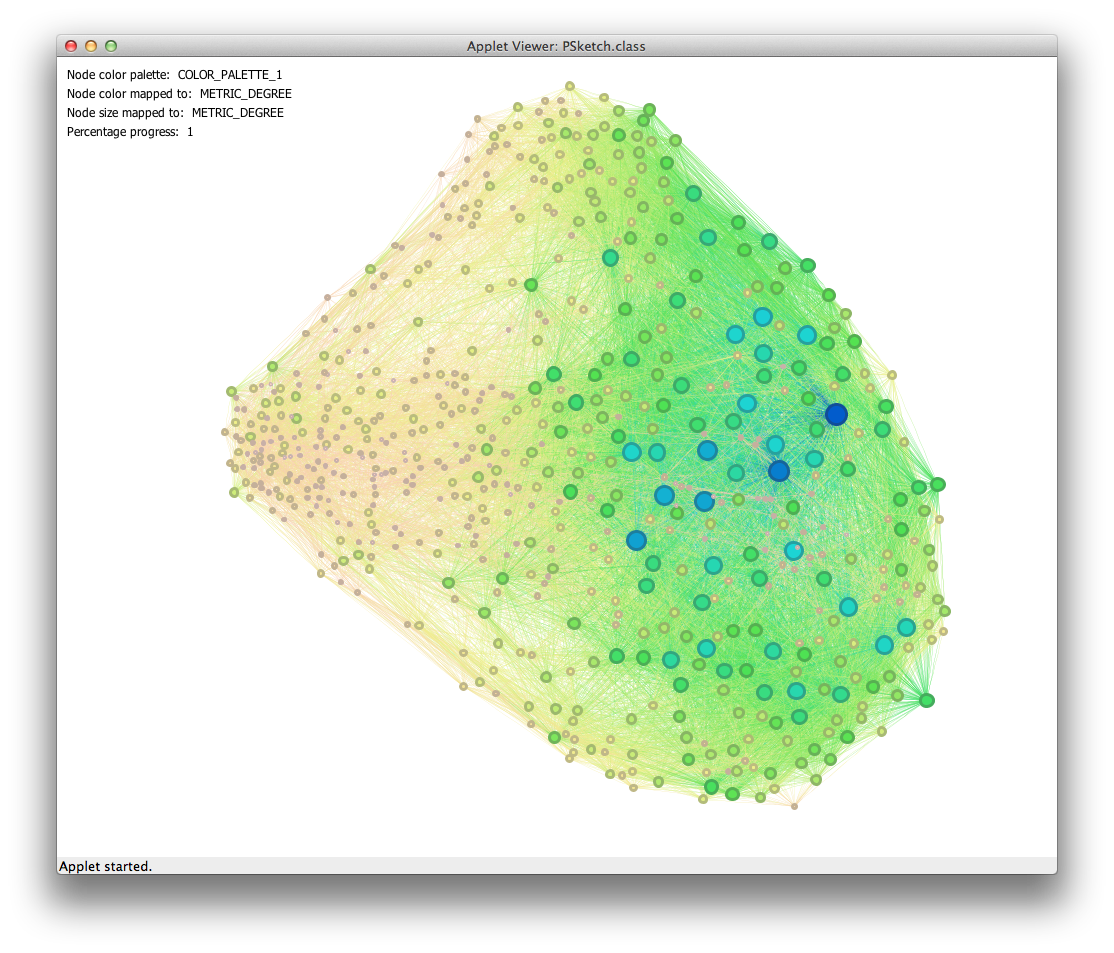 Applet Viewer: PSketch.class
Node color palette: COLOR_PALETTE_1
Node color mapped to: METRIC_DEGREE
Node size mapped to: METRIC_DEGREE
Percentage progress: 1
Applet started.